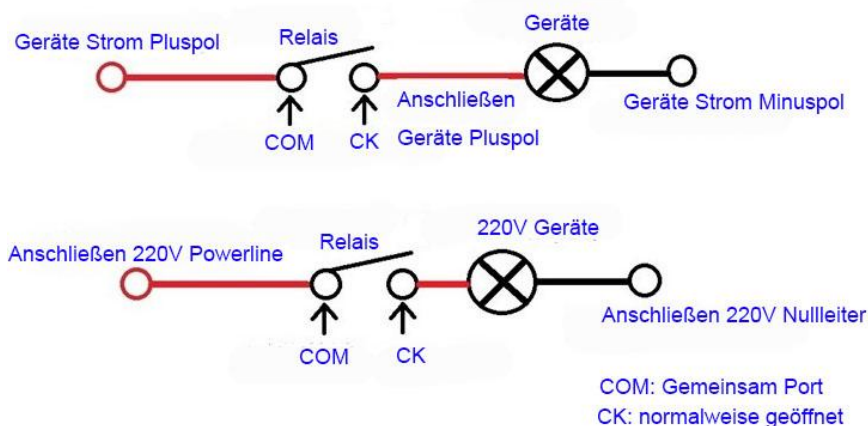 Geräte
Geräte Strom Pluspol
Relais
Anschließen
Geräte Pluspol
Geräte Strom Minuspol
COM
CK
220V Geräte
Relais
Anschließen 220V Powerline
Anschließen 220V Nullleiter
COM
CK
COM: Gemeinsam Port
CK: normalweise geöffnet